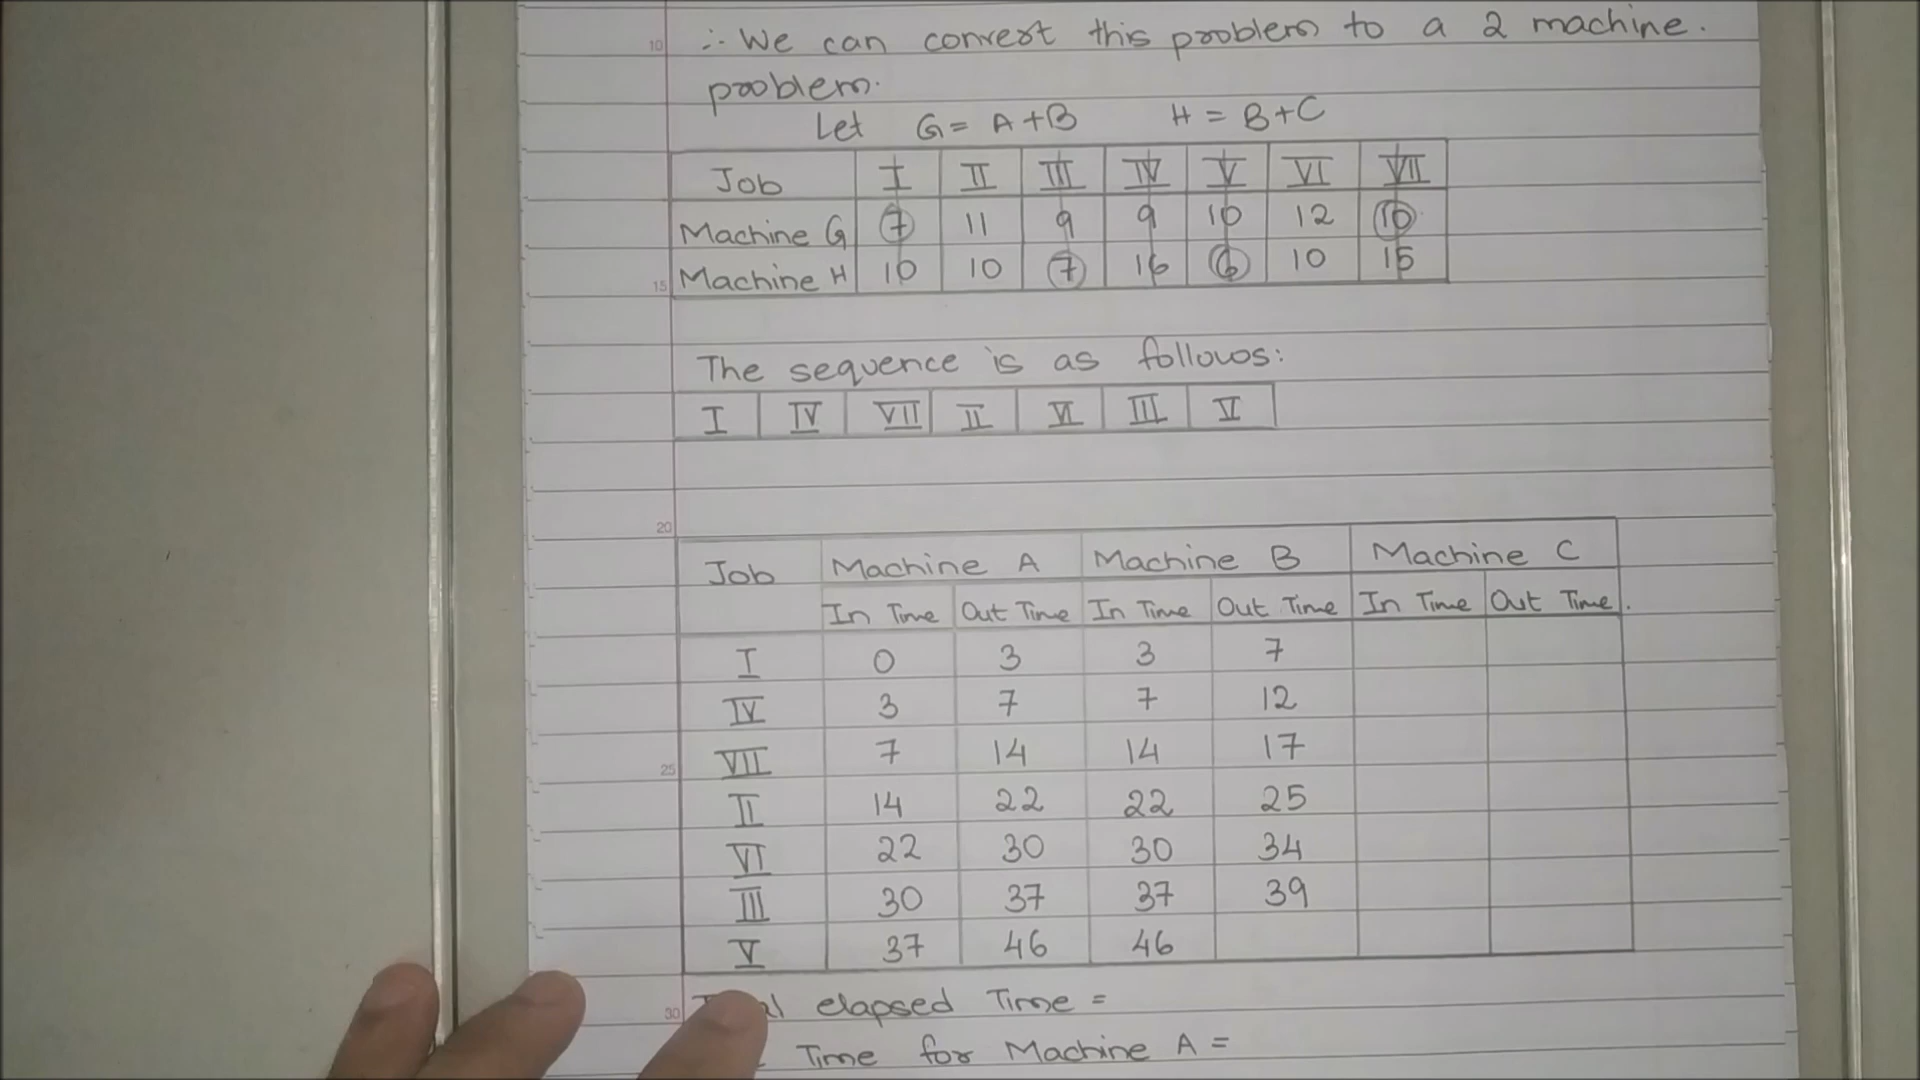 10 ∴ We can convert this problem to a 2 machine.
problem.
Let G = A+B H = B+C
Job I II III IV V VI VII
Machine G 7 11 9 9 10 12 10
15 Machine H 10 10 7 16 6 10 15
The sequence is as follows:
I IV VII II VI III V
20
Job Machine A Machine B Machine C
In Time Out Time In Time Out Time In Time Out Time.
I 0 3 3 7
IV 3 7 7 12
25 VII 7 14 14 17
II 14 22 22 25
VI 22 30 30 34
III 30 37 37 39
V 37 46 46
30 elapsed Time =
Time for Machine A =